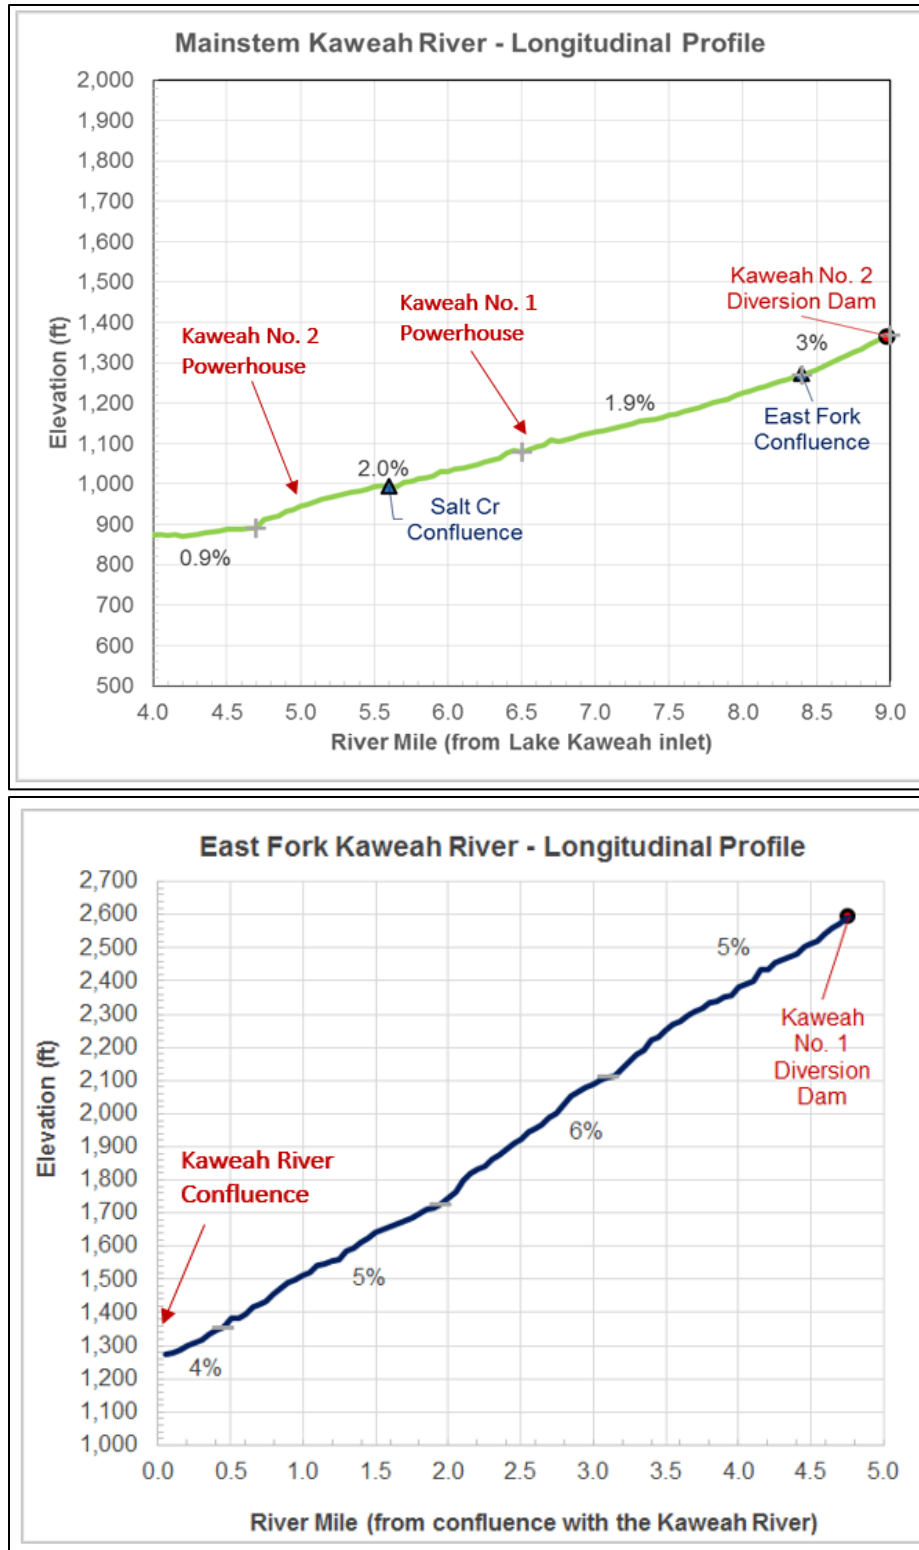 Mainstem Kaweah River - Longitudinal Profile
2,000
1,900
1,800
1,700
1,600
1,500
1,400
1,300
1,200
1,100
1,000
900
800
700
600
500
Elevation (ft)
Kaweah No. 2
Powerhouse
Kaweah No. 1
Powerhouse
Kaweah No. 2
Diversion Dam
3%
1.9%
East Fork
Confluence
2.0%
Salt Cr
Confluence
0.9%
4.0 4.5 5.0 5.5 6.0 6.5 7.0 7.5 8.0 8.5 9.0
River Mile (from Lake Kaweah inlet)
East Fork Kaweah River - Longitudinal Profile
2,700
2,600
2,500
2,400
2,300
2,200
2,100
2,000
1,900
1,800
1,700
1,600
1,500
1,400
1,300
1,200
1,100
1,000
Elevation (ft)
5%
Kaweah
No. 1
Diversion
Dam
6%
Kaweah River
Confluence
5%
4%
0.0 0.5 1.0 1.5 2.0 2.5 3.0 3.5 4.0 4.5 5.0
River Mile (from confluence with the Kaweah River)